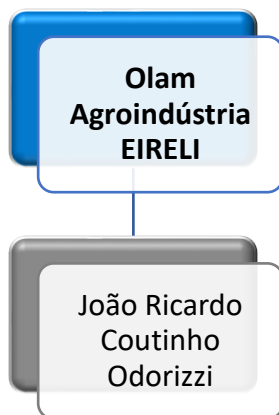 Olam
Agroindústria
EIRELI
João Ricardo
Coutinho
Odorizzi